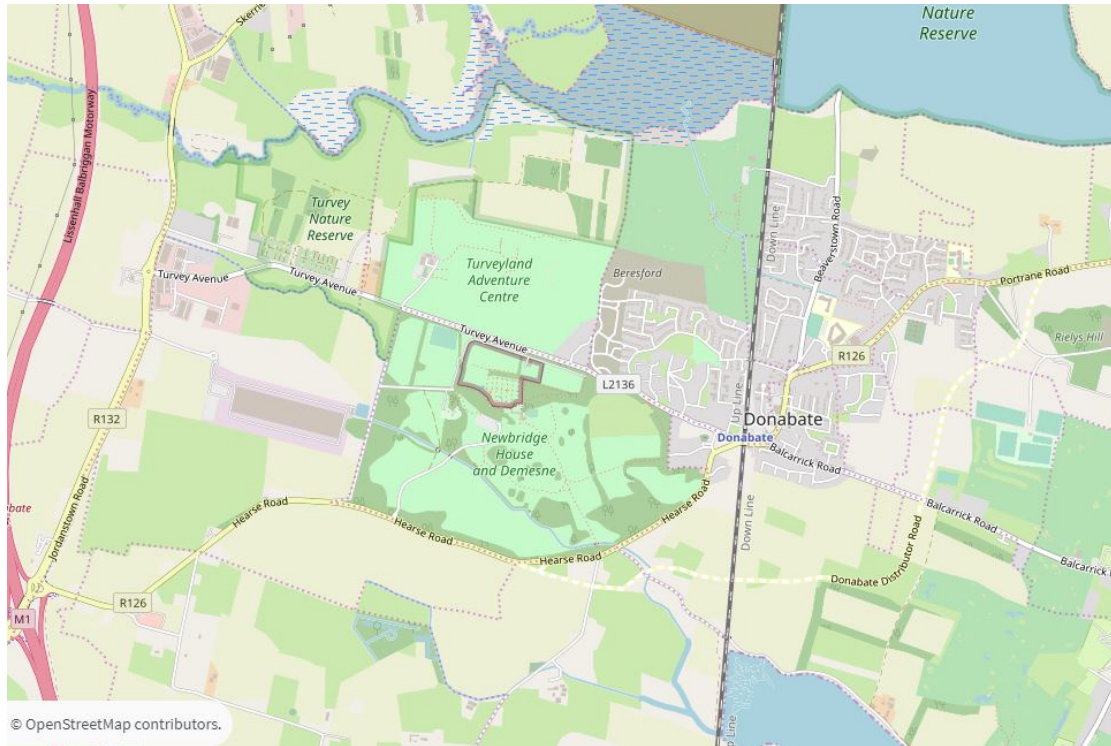 Skerrie
Nature
Reserve
Lissenhall Balbriggan Motorway
Turvey
Nature
Reserve
Turvey Avenue
Turvey Avenue
Turveyland
Adventure
Centre
Beresford
Down Line
Beaverstown Road
Portrane Road
Rielys Hill
R126
Turvey Avenue
L2136
Up Line
Donabate
Donabate
Balcarrick Road
R132
Newbridge
House
and Demesne
Jordanstown Road
Hearse Road
Hearse Road
Hearse Road
Hearse Road
Down Line
Balcarrick Road
Balcarrick R
Donabate Distributor Road
bate
R126
M1
p Line
© OpenStreetMap contributors.